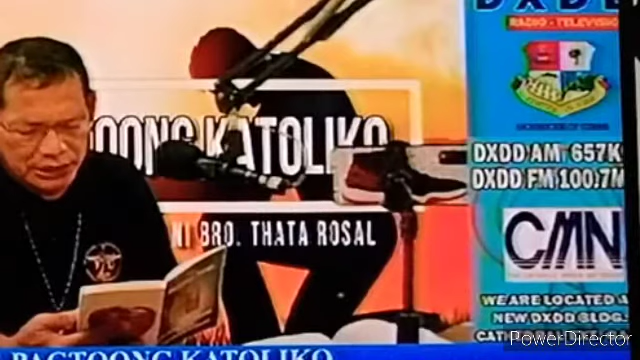 DXDD
RADIO - TELEVISION
TOONG KATOLIKO
DXDD AM 657K
DXDD FM 100.7M
NI BRO. THATA ROSAL
CMN
WE ARE LOCATED A
NEW DXDD BLDG.
PAGTOONG KATOLIKO
PowerDirector